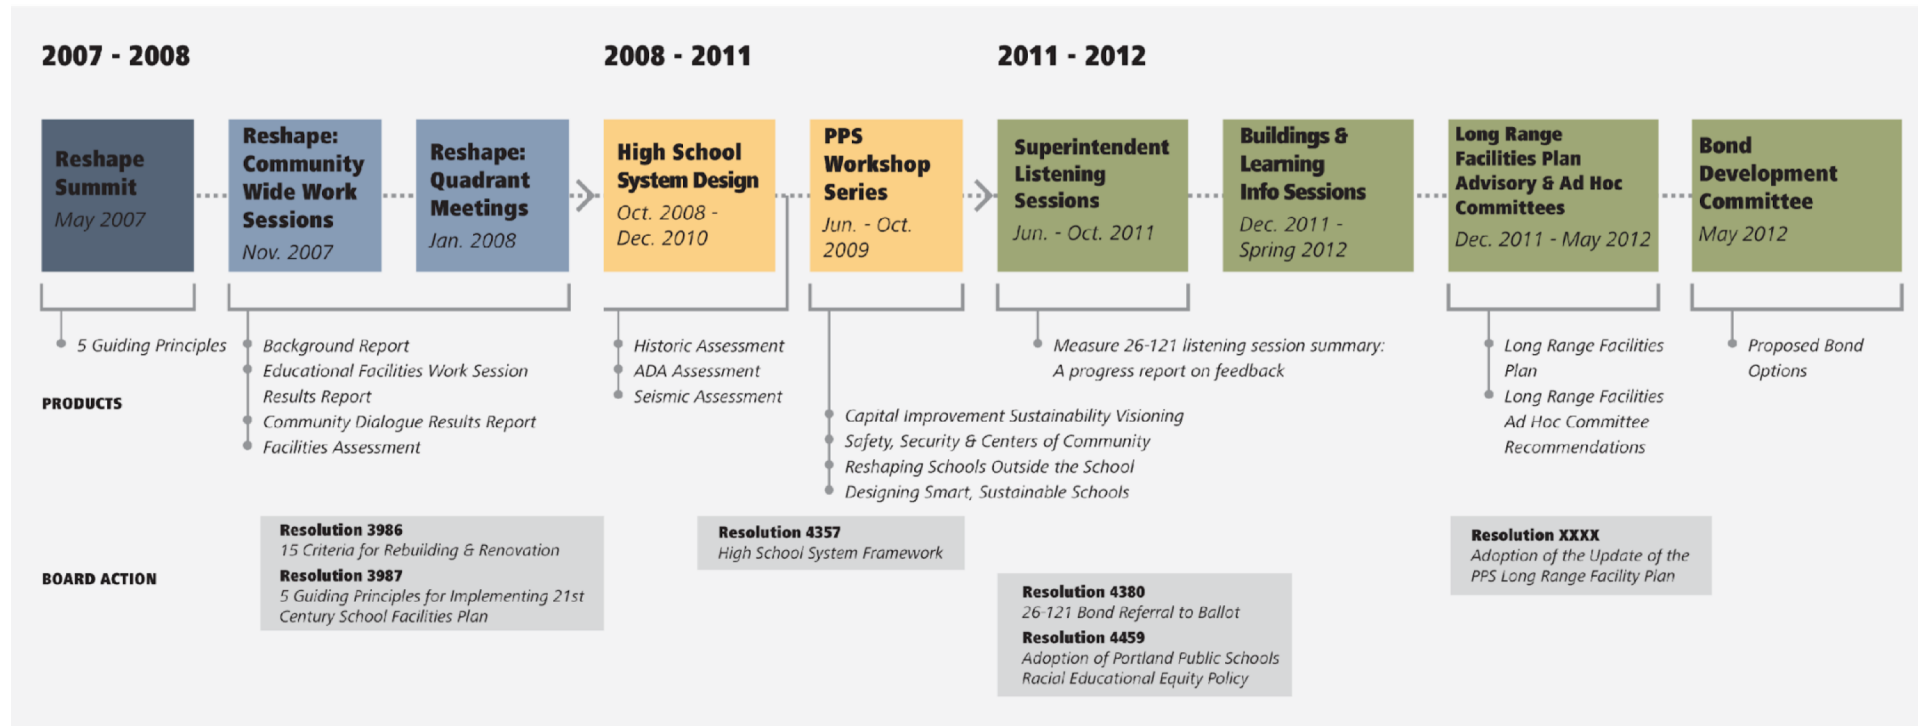 2007 - 2008
2008 - 2011
2011 - 2012
Reshape
Summit
May 2007
Reshape:
Community
Wide Work
Sessions
Nov. 2007
Reshape:
Quadrant
Meetings
Jan. 2008
High School
System Design
Oct. 2008 -
Dec. 2010
PPS
Workshop
Series
Jun. - Oct.
2009
Superintendent
Listening
Sessions
Jun. - Oct. 2011
Buildings &
Learning
Info Sessions
Dec. 2011 -
Spring 2012
Long Range
Facilities Plan
Advisory & Ad Hoc
Committees
Dec. 2011 - May 2012
Bond
Development
Committee
May 2012
PRODUCTS
5 Guiding Principles
Background Report
Educational Facilities Work Session
Results Report
Community Dialogue Results Report
Facilities Assessment
Historic Assessment
ADA Assessment
Seismic Assessment
Capital Improvement Sustainability Visioning
Safety, Security & Centers of Community
Reshaping Schools Outside the School
Designing Smart, Sustainable Schools
Measure 26-121 listening session summary:
A progress report on feedback
Long Range Facilities
Plan
Long Range Facilities
Ad Hoc Committee
Recommendations
Proposed Bond
Options
BOARD ACTION
Resolution 3986
15 Criteria for Rebuilding & Renovation
Resolution 3987
5 Guiding Principles for Implementing 21st
Century School Facilities Plan
Resolution 4357
High School System Framework
Resolution 4380
26-121 Bond Referral to Ballot
Resolution 4459
Adoption of Portland Public Schools
Racial Educational Equity Policy
Resolution XXXX
Adoption of the Update of the
PPS Long Range Facility Plan